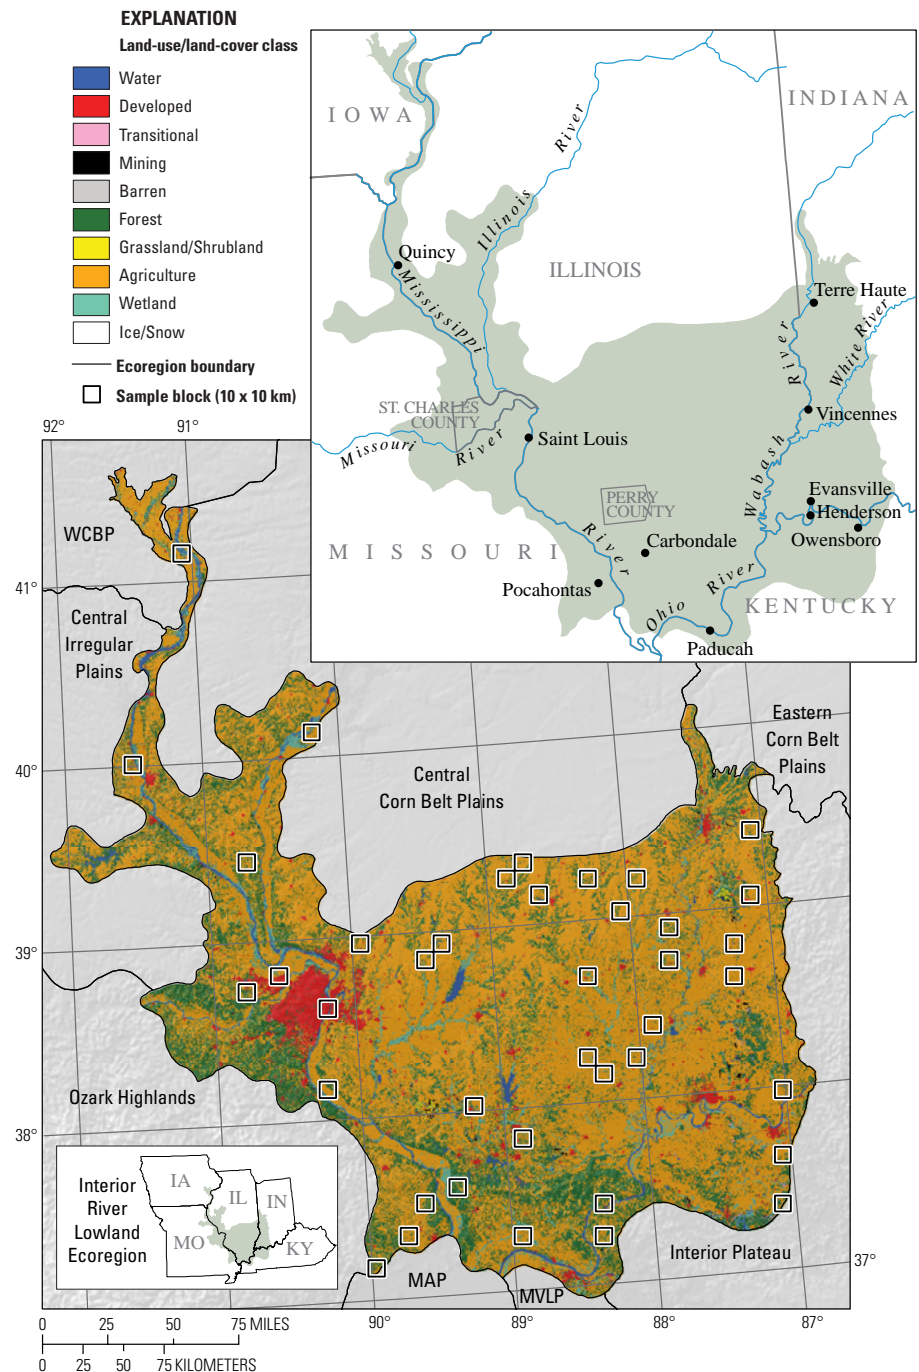 EXPLANATION
Land-use/land-cover class
Water
Developed
Transitional
Mining
Barren
Forest
Grassland/Shrubland
Agriculture
Wetland
Ice/Snow
Ecoregion boundary
Sample block (10 x 10 km)
IOWA
INDIANA
Illinois River
Quincy
ILLINOIS
Mississippi River
Terre Haute
White River
ST. CHARLES
COUNTY
Missouri River
Saint Louis
Vincennes
Wabash River
PERRY
COUNTY
Evansville
Henderson
Owensboro
MISSOURI
Carbondale
Pocahontas
Ohio River
KENTUCKY
Paducah
92°
91°
WCBP
41°
Central
Irregular
Plains
40°
Central
Corn Belt Plains
Eastern
Corn Belt
Plains
39°
Ozark Highlands
38°
Interior
River
Lowland
Ecoregion
IA
IL
IN
MO
KY
Interior Plateau
MAP
MVLP
37°
90°
89°
88°
87°
0 25 50 75 MILES
0 25 50 75 KILOMETERS